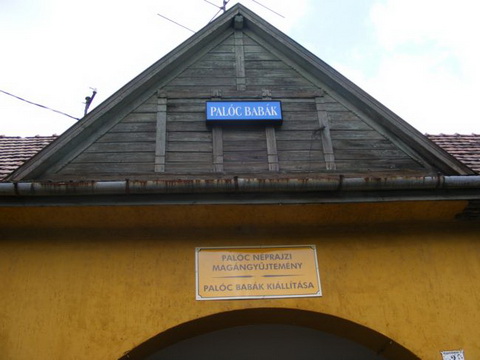 PALÓC BABÁK
PALÓC NÉPRAJZI
MAGÁNGYŰJTEMÉNY
PALÓC BABÁK KIÁLLÍTÁSA